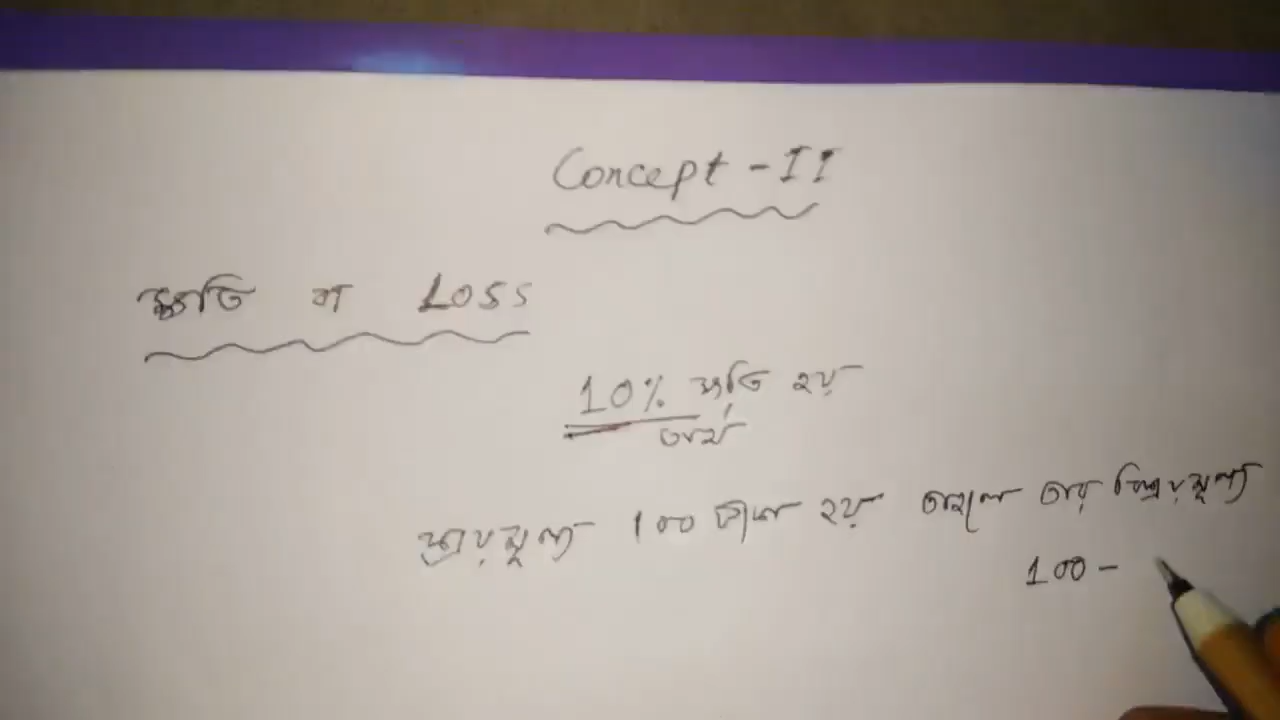 Concept - II
ক্ষতি বা Loss
10% ক্ষতি হয়
অর্থ
ক্রয়মূল্য 100 টাকা হয় তাহলে তার বিক্রয়মূল্য
100 -